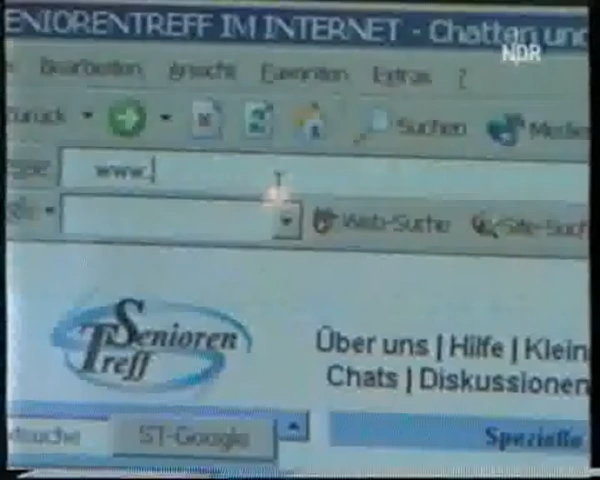 ENIORENTREFF IM INTERNET - Chatten und
NDR
Bearbeiten Ansicht Favoriten Extras ?
Zurück Suchen Medien
www.
Web-Suche Site-Such
Senioren
Treff
Über uns | Hilfe | Klein
Chats | Diskussionen
dsuche ST-Google Spezielle